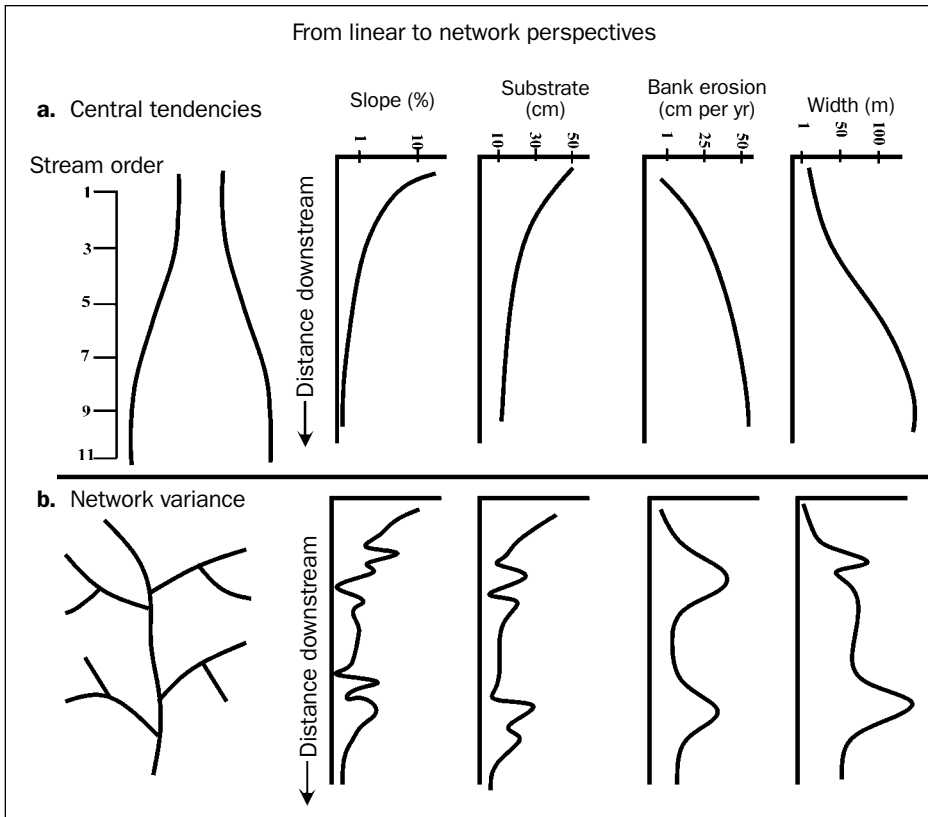 From linear to network perspectives
a. Central tendencies
Slope (%)
Substrate
(cm)
Bank erosion
(cm per yr)
Width (m)
1
10
10
30
50
1
25
50
1
50
100
Stream order
1
3
5
7
9
11
Distance downstream
b. Network variance
Distance downstream